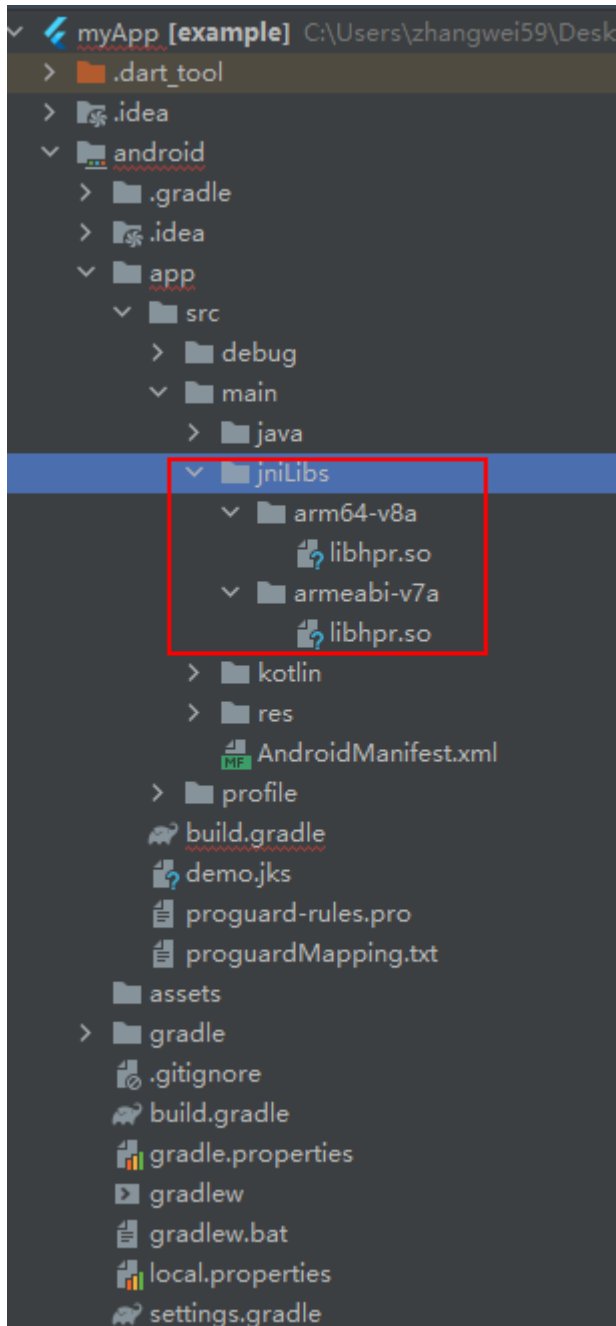 myApp [example] C:\Users\zhangwei59\Desk
.dart_tool
.idea
android
.gradle
.idea
app
src
debug
main
java
jniLibs
arm64-v8a
libhpr.so
armeabi-v7a
libhpr.so
kotlin
res
MF AndroidManifest.xml
profile
build.gradle
demo.jks
proguard-rules.pro
proguardMapping.txt
assets
gradle
.gitignore
build.gradle
gradle.properties
gradlew
gradlew.bat
local.properties
settings.gradle